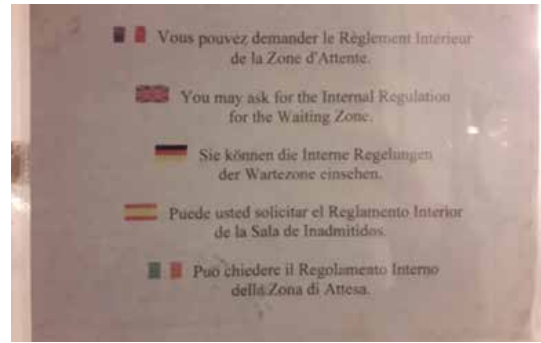 Vous pouvez demander le Règlement Intérieur
de la Zone d'Attente.
You may ask for the Internal Regulation
for the Waiting Zone.
Sie können die Interne Regelungen
der Wartezone einsehen.
Puede usted solicitar el Reglamento Interior
de la Sala de Inadmitidos.
Può chiedere il Regolamento Interno
della Zona di Attesa.